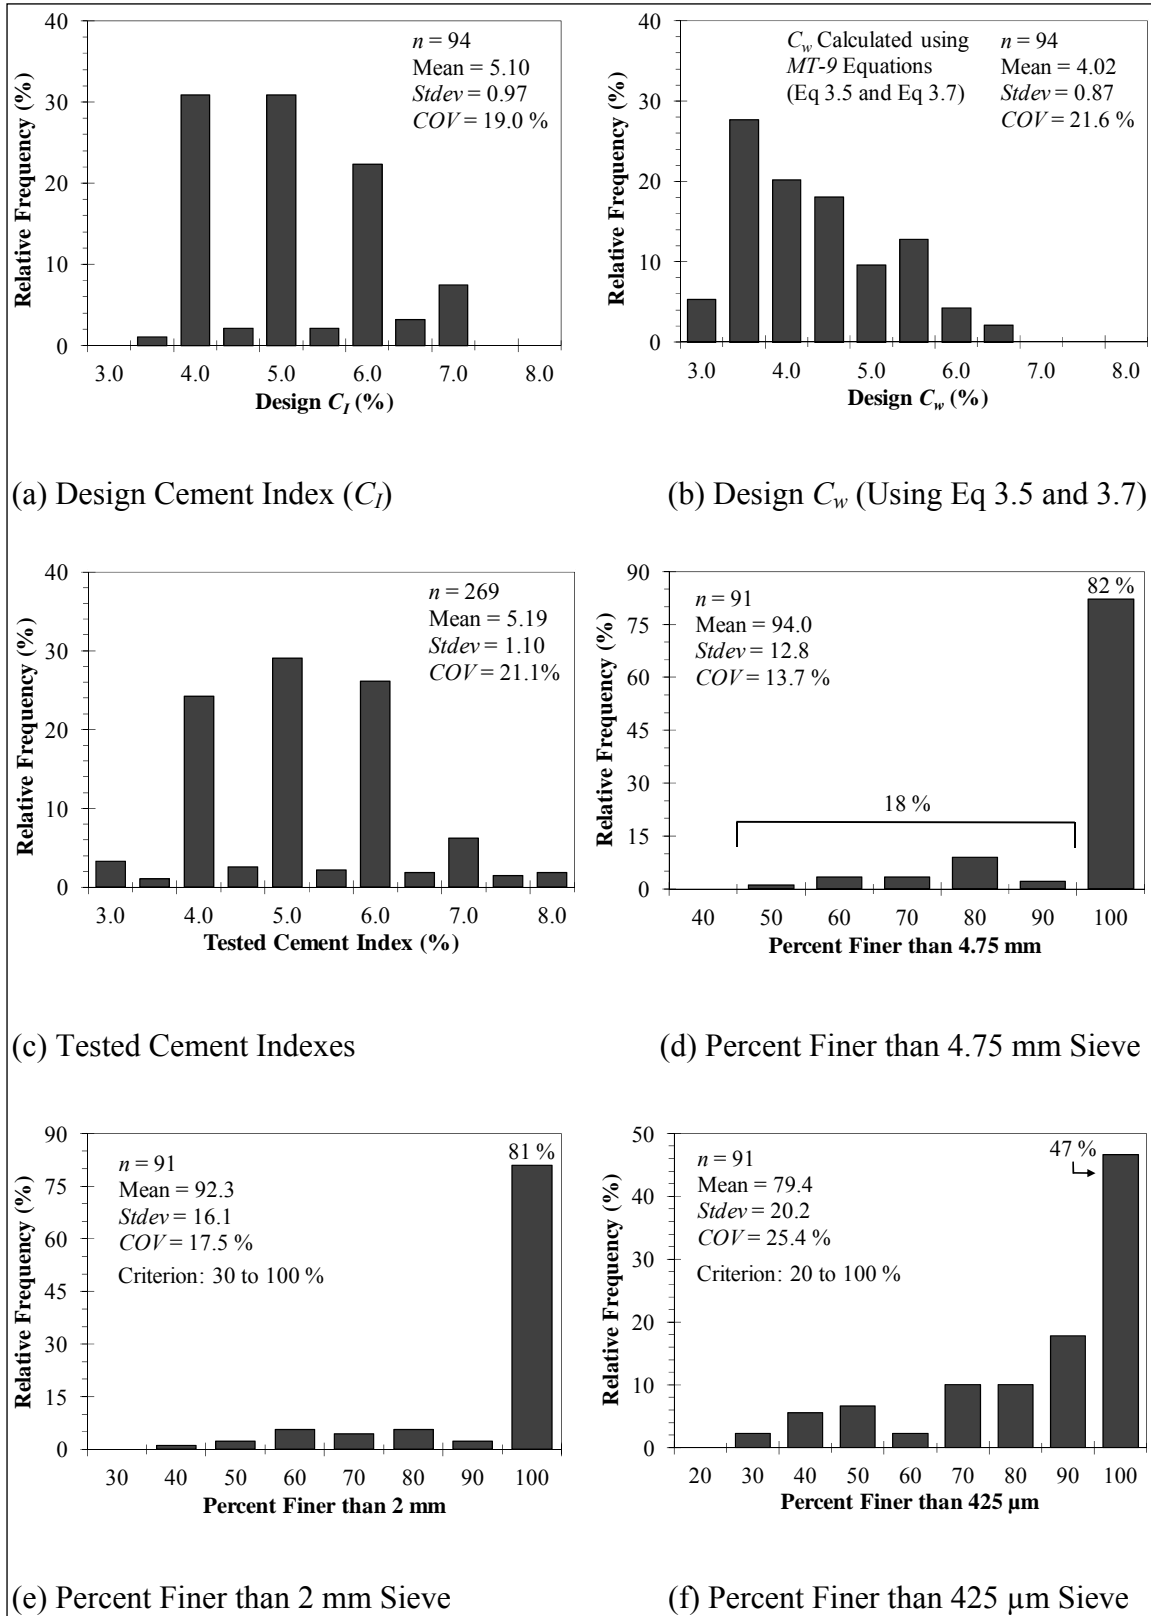 40
30
20
10
0
Relative Frequency (%)
n = 94
Mean = 5.10
Stdev = 0.97
COV = 19.0 %
3.0 4.0 5.0 6.0 7.0 8.0
Design C_I (%)
(a) Design Cement Index (C_I)
40
30
20
10
0
Relative Frequency (%)
C_w Calculated using
MT-9 Equations
(Eq 3.5 and Eq 3.7)
n = 94
Mean = 4.02
Stdev = 0.87
COV = 21.6 %
3.0 4.0 5.0 6.0 7.0 8.0
Design C_w (%)
(b) Design C_w (Using Eq 3.5 and 3.7)
40
30
20
10
0
Relative Frequency (%)
n = 269
Mean = 5.19
Stdev = 1.10
COV = 21.1%
3.0 4.0 5.0 6.0 7.0 8.0
Tested Cement Index (%)
(c) Tested Cement Indexes
90
75
60
45
30
15
0
Relative Frequency (%)
n = 91
Mean = 94.0
Stdev = 12.8
COV = 13.7 %
82 %
18 %
40 50 60 70 80 90 100
Percent Finer than 4.75 mm
(d) Percent Finer than 4.75 mm Sieve
90
75
60
45
30
15
0
Relative Frequency (%)
n = 91
Mean = 92.3
Stdev = 16.1
COV = 17.5 %
Criterion: 30 to 100 %
81 %
30 40 50 60 70 80 90 100
Percent Finer than 2 mm
(e) Percent Finer than 2 mm Sieve
50
40
30
20
10
0
Relative Frequency (%)
n = 91
Mean = 79.4
Stdev = 20.2
COV = 25.4 %
Criterion: 20 to 100 %
47 %
20 30 40 50 60 70 80 90 100
Percent Finer than 425 µm
(f) Percent Finer than 425 µm Sieve